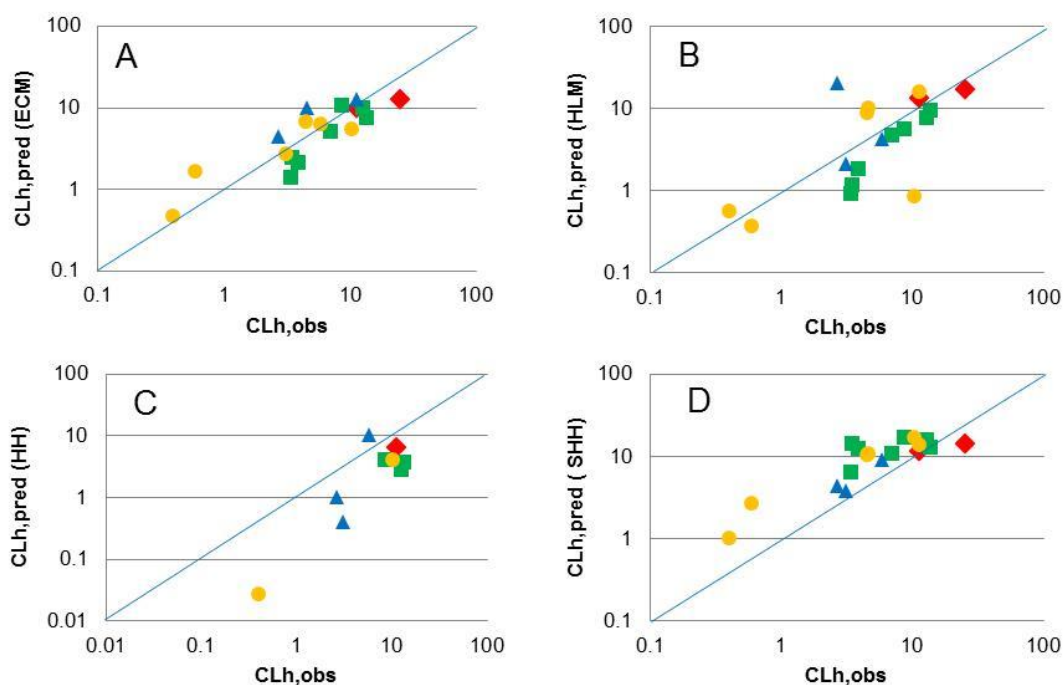 A
CLh,pred (ECM)
100
10
1
0.1
0.1 1 10 100
CLh,obs
B
CLh,pred (HLM)
100
10
1
0.1
0.1 1 10 100
CLh,obs
C
CLh,pred (HH)
100
10
1
0.1
0.01
0.01 0.1 1 10 100
CLh,obs
D
CLh,pred ( SHH)
100
10
1
0.1
0.1 1 10 100
CLh,obs